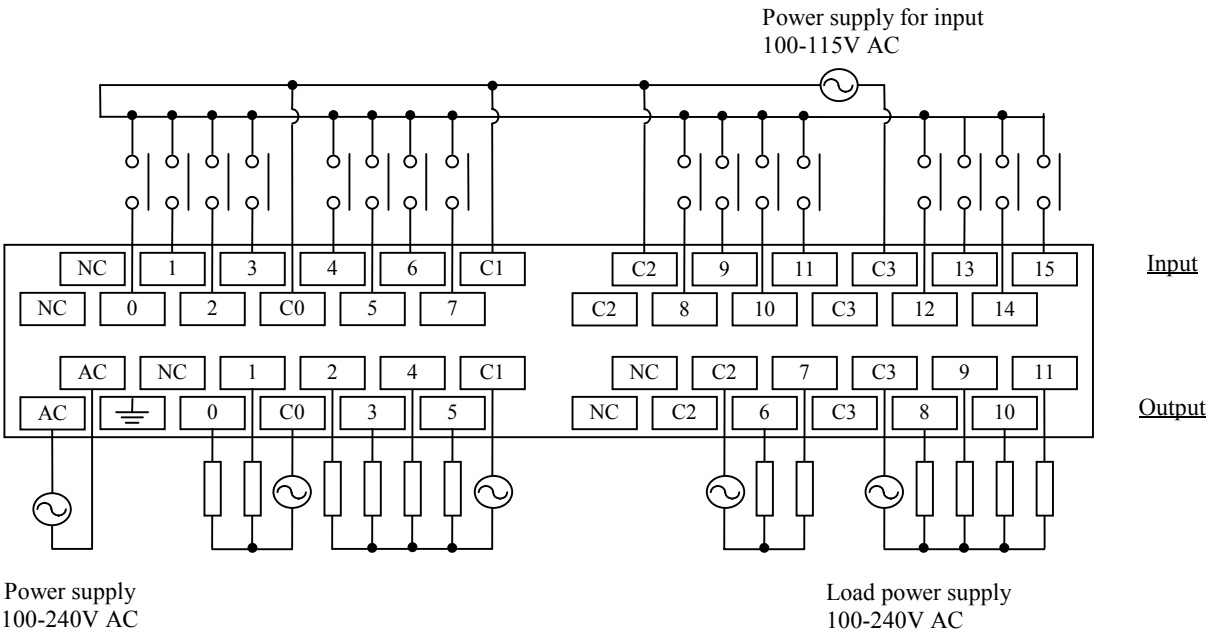 Power supply for input
100-115V AC
NC 1 3 4 6 C1 C2 9 11 C3 13 15
Input
NC 0 2 C0 5 7 C2 8 10 C3 12 14
AC NC 1 2 4 C1 NC C2 7 C3 9 11
Output
AC 0 C0 3 5 NC C2 6 C3 8 10
Power supply
100-240V AC
Load power supply
100-240V AC